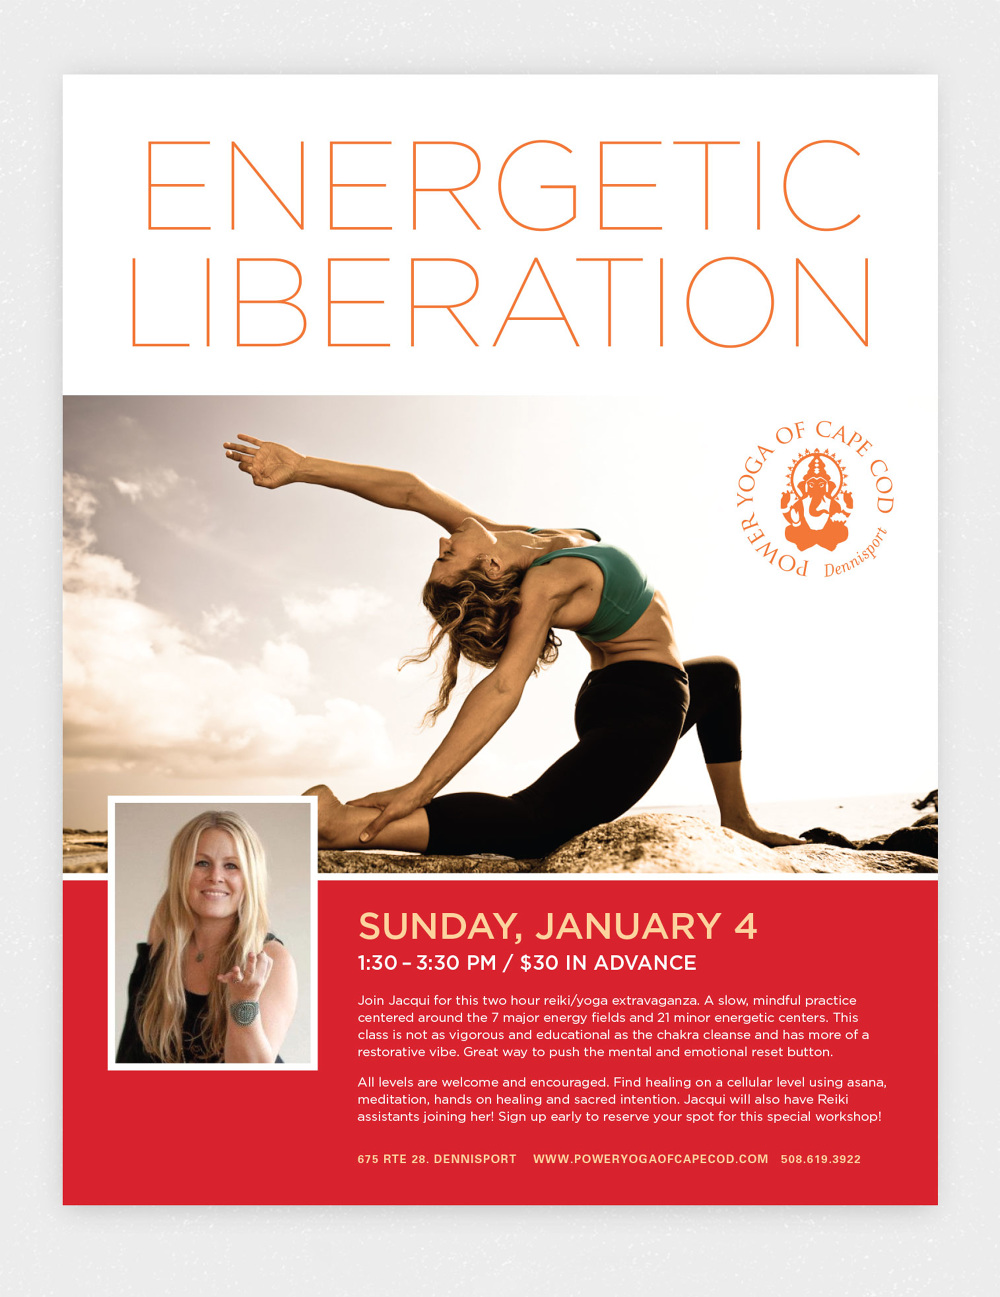 ENERGETIC
LIBERATION
POWER YOGA OF CAPE COD
Dennisport
SUNDAY, JANUARY 4
1:30 – 3:30 PM / $30 IN ADVANCE
Join Jacqui for this two hour reiki/yoga extravaganza. A slow, mindful practice
centered around the 7 major energy fields and 21 minor energetic centers. This
class is not as vigorous and educational as the chakra cleanse and has more of a
restorative vibe. Great way to push the mental and emotional reset button.
All levels are welcome and encouraged. Find healing on a cellular level using asana,
meditation, hands on healing and sacred intention. Jacqui will also have Reiki
assistants joining her! Sign up early to reserve your spot for this special workshop!
675 RTE 28. DENNISPORT WWW.POWERYOGAOFCAPECOD.COM 508.619.3922